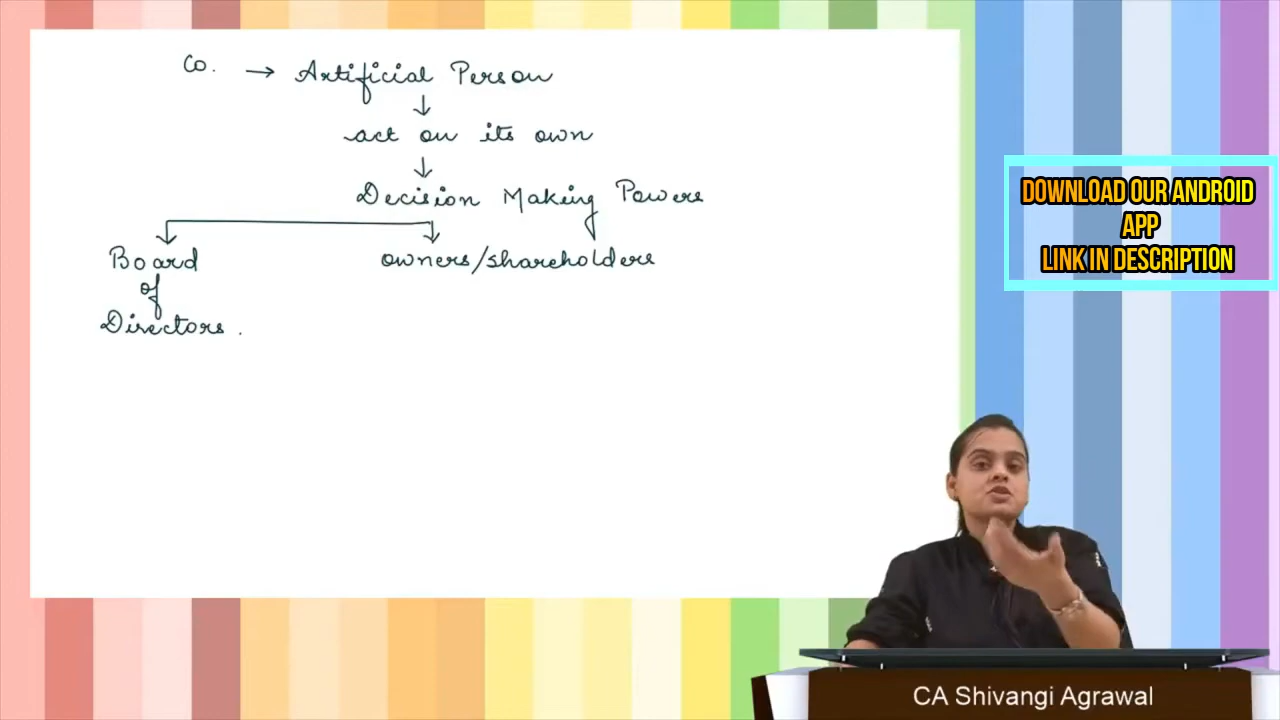 Co. → Artificial Person
↓
act on its own
↓
Decision Making Powers
Board owners/shareholders
of
Directors.
DOWNLOAD OUR ANDROID
APP
LINK IN DESCRIPTION
CA Shivangi Agrawal